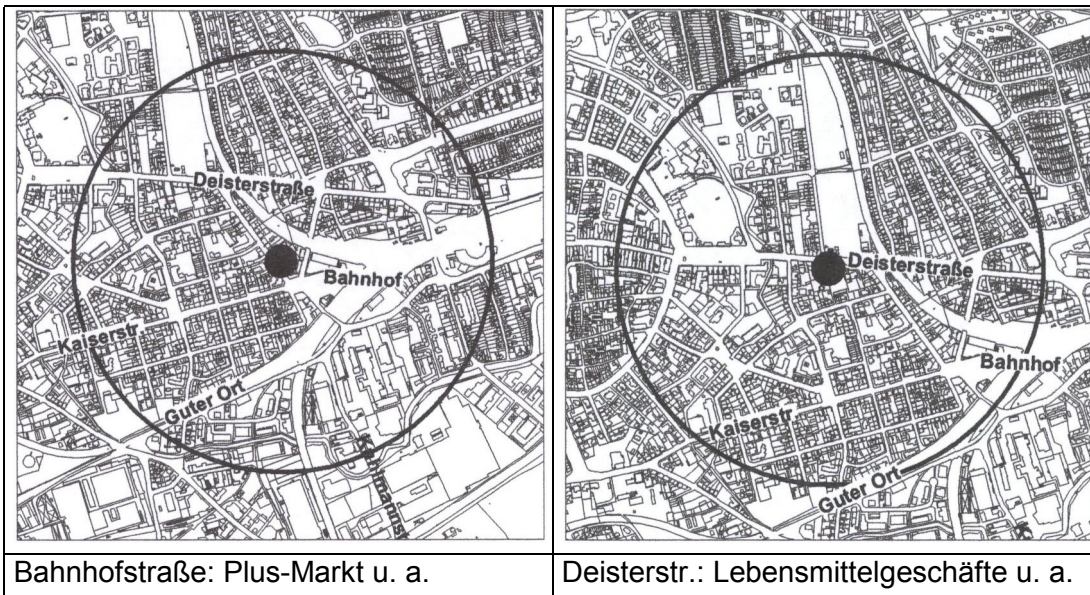 Deisterstraße
Bahnhof
Kaiserstr.
Guter Ort
Deisterstraße
Bahnhof
Kaiserstr.
Guter Ort
Bahnhofstraße: Plus-Markt u. a.
Deisterstr.: Lebensmittelgeschäfte u. a.